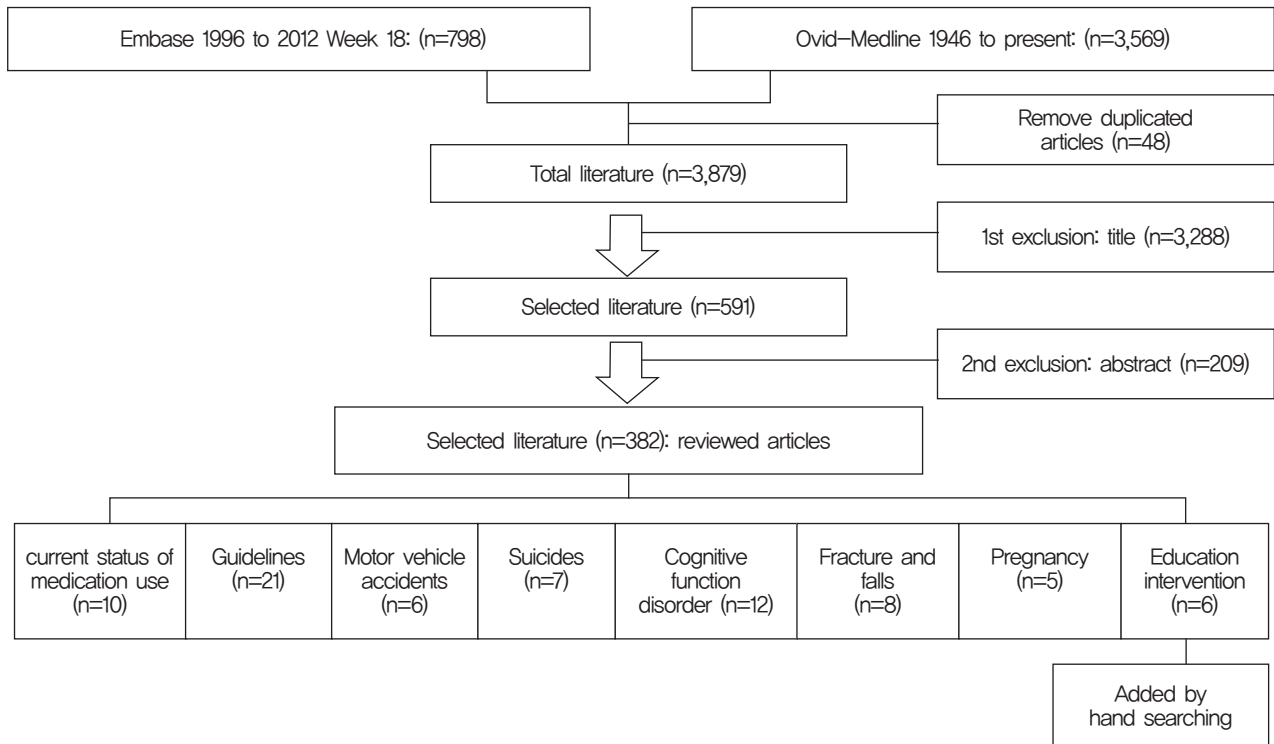 Embase 1996 to 2012 Week 18: (n=798)
Ovid-Medline 1946 to present: (n=3,569)
Remove duplicated
articles (n=48)
Total literature (n=3,879)
1st exclusion: title (n=3,288)
Selected literature (n=591)
2nd exclusion: abstract (n=209)
Selected literature (n=382): reviewed articles
current status of
medication use
(n=10)
Guidelines
(n=21)
Motor vehicle
accidents
(n=6)
Suicides
(n=7)
Cognitive
function
disorder (n=12)
Fracture and
falls
(n=8)
Pregnancy
(n=5)
Education
intervention
(n=6)
Added by
hand searching